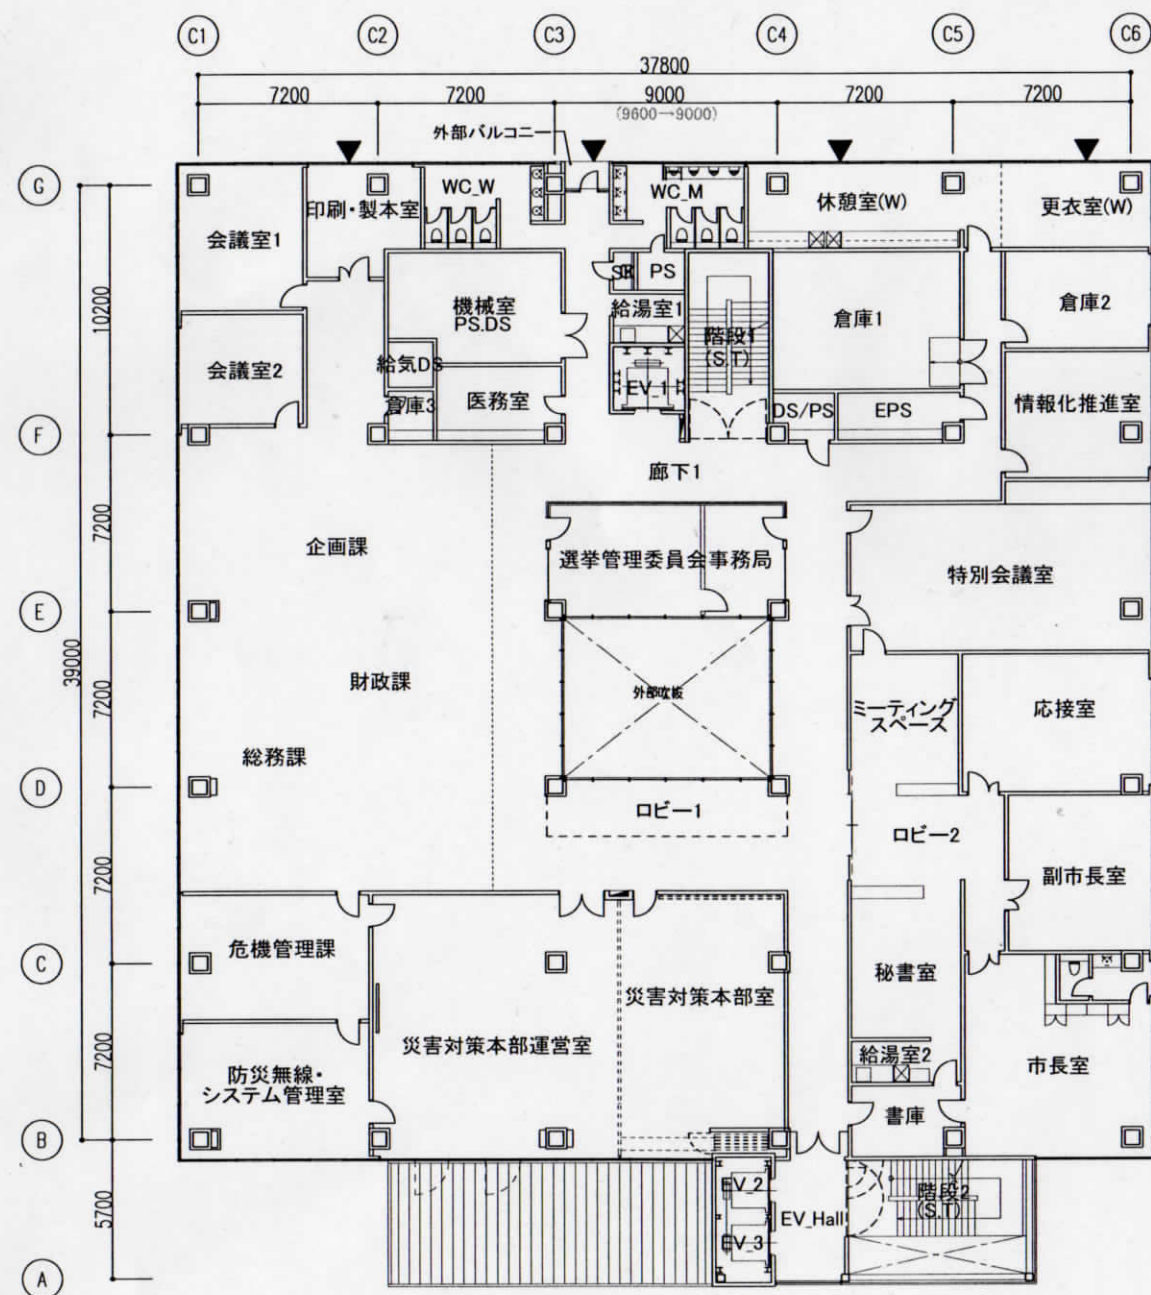 C1 C2 C3 C4 C5 C6
37800
7200 7200 9000 7200 7200
(9600→9000)
外部バルコニー
G
WC_W
WC_M
休憩室(W)
更衣室(W)
印刷・製本室
会議室1
SK
PS
10200
機械室
PS.DS
給湯室1
倉庫1
倉庫2
階段1
(S.T)
給気DS
会議室2
EV_1
医務室
倉庫3
DS/PS
EPS
情報化推進室
F
廊下1
7200
企画課
選挙管理委員会事務局
特別会議室
E
39000
7200
財政課
外部吹抜
ミーティング
スペース
応接室
総務課
D
ロビー1
ロビー2
7200
副市長室
危機管理課
C
秘書室
災害対策本部室
7200
災害対策本部運営室
給湯室2
市長室
防災無線・
システム管理室
書庫
B
5700
EV_2
階段2
(S.T)
EV_Hall
EV_3
A